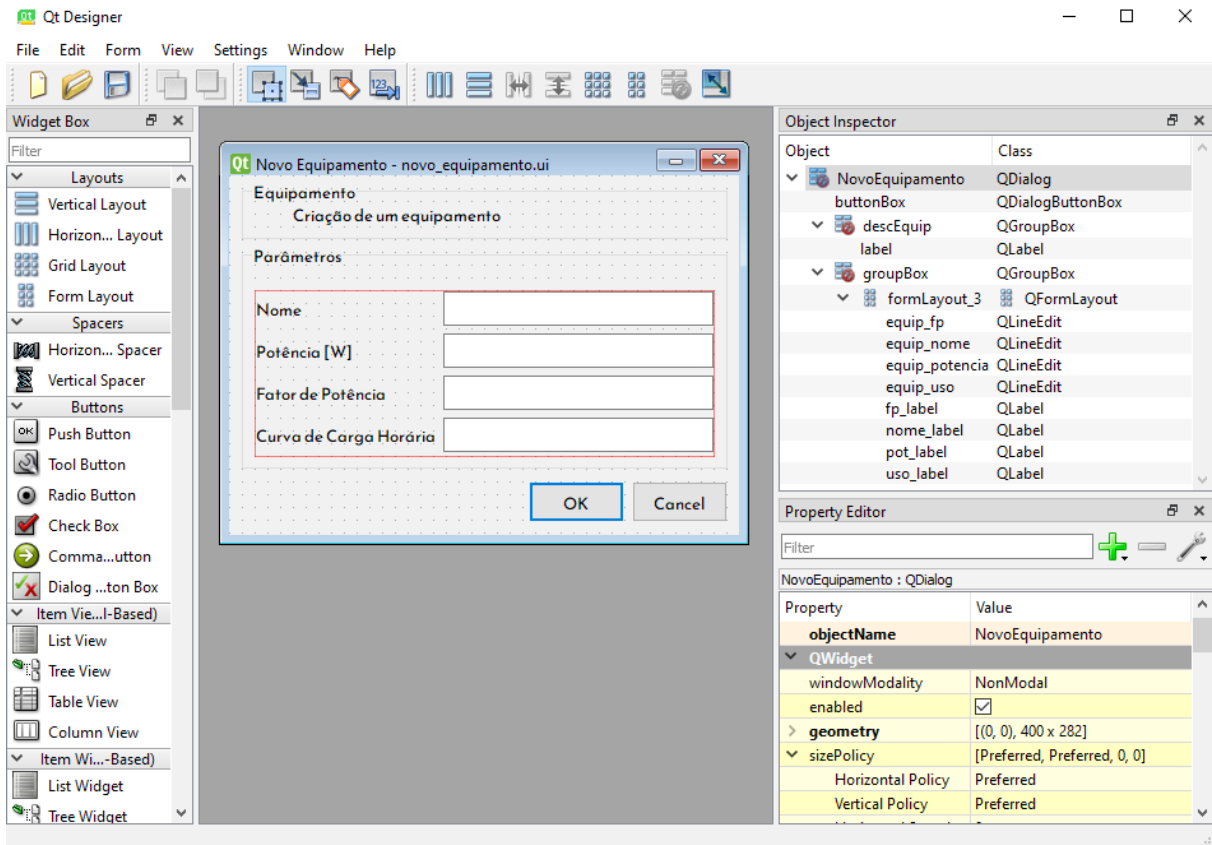 Qt Designer
File Edit Form View Settings Window Help
Widget Box
Filter
Layouts
Vertical Layout
Horizon... Layout
Grid Layout
Form Layout
Spacers
Horizon... Spacer
Vertical Spacer
Buttons
OK Push Button
Tool Button
Radio Button
Check Box
Comma...utton
Dialog ...ton Box
Item Vie...l-Based)
List View
Tree View
Table View
Column View
Item Wi...-Based)
List Widget
Tree Widget
Qt Novo Equipamento - novo_equipamento.ui
Equipamento
Criação de um equipamento
Parâmetros
Nome
Potência [W]
Fator de Potência
Curva de Carga Horária
OK Cancel
Object Inspector
Object Class
NovoEquipamento QDialog
buttonBox QDialogButtonBox
descEquip QGroupBox
label QLabel
groupBox QGroupBox
formLayout_3 QFormLayout
equip_fp QLineEdit
equip_nome QLineEdit
equip_potencia QLineEdit
equip_uso QLineEdit
fp_label QLabel
nome_label QLabel
pot_label QLabel
uso_label QLabel
Property Editor
Filter
NovoEquipamento : QDialog
Property Value
objectName NovoEquipamento
QWidget
windowModality NonModal
enabled
geometry [(0, 0), 400 x 282]
sizePolicy [Preferred, Preferred, 0, 0]
Horizontal Policy Preferred
Vertical Policy Preferred